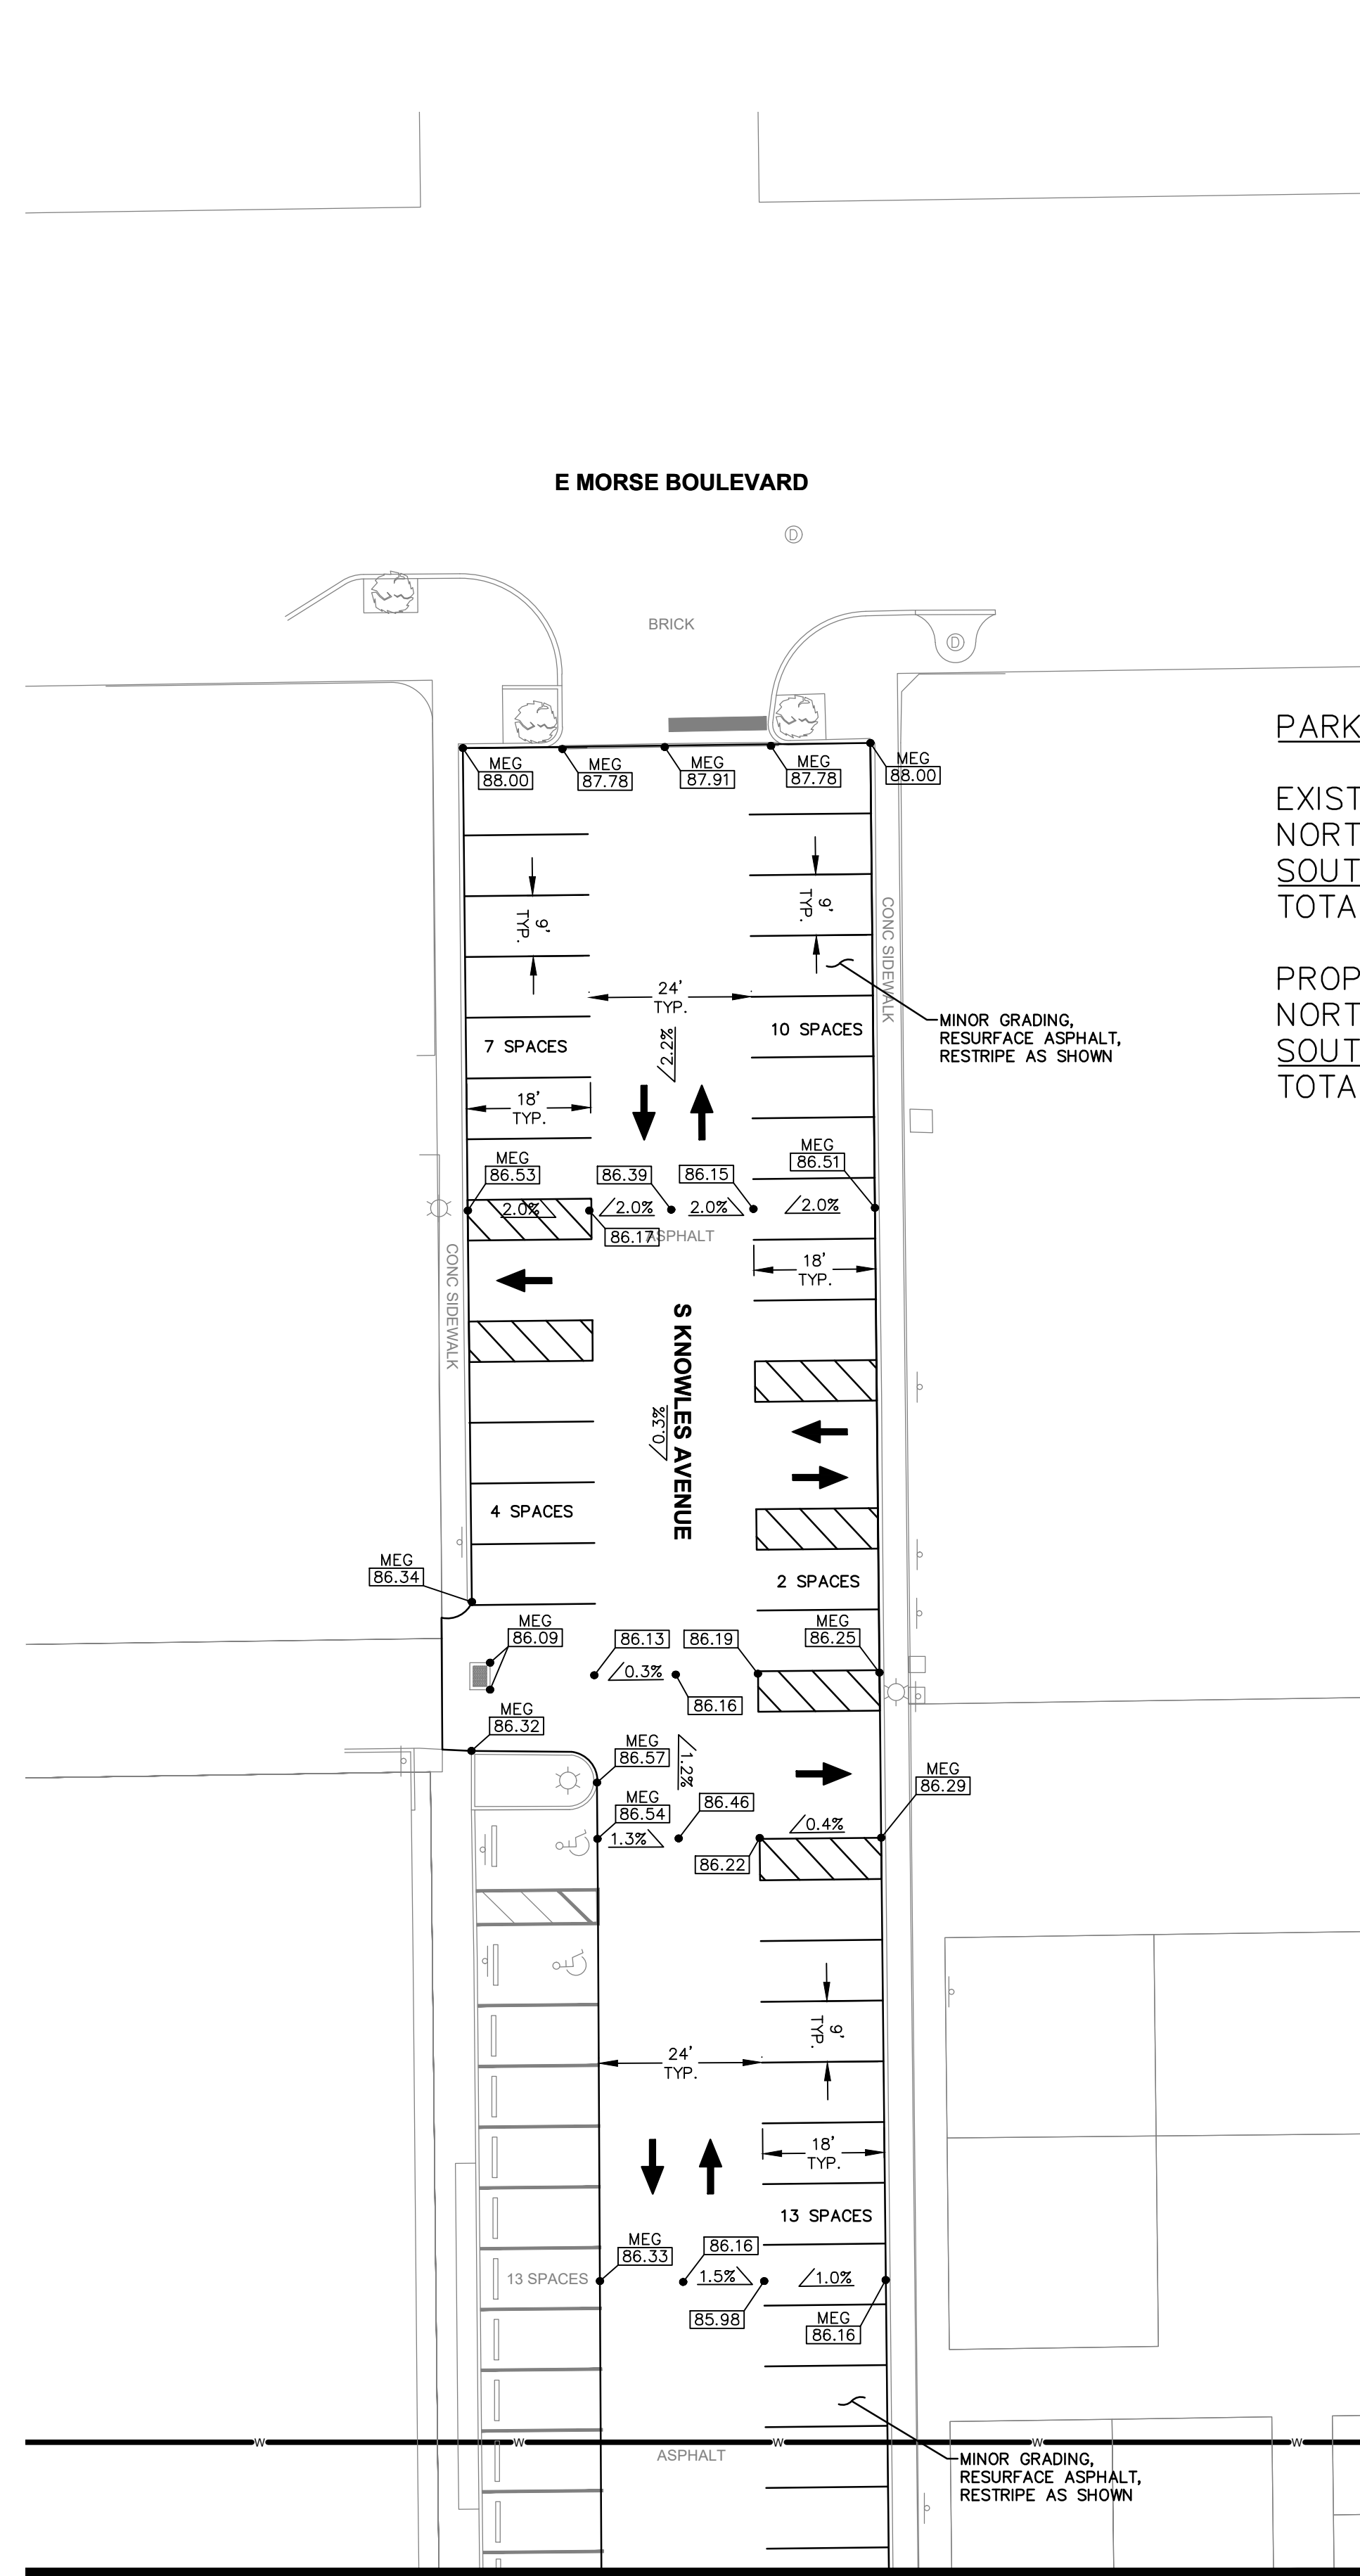 E MORSE BOULEVARD
D
BRICK
D
PARK
MEG
88.00
MEG
87.78
MEG
87.91
MEG
87.78
MEG
88.00
EXIST
NORT
SOUT
TOTA
9'
TYP.
9'
TYP.
CONC SIDEWALK
PROP
NORT
SOUT
TOTA
24'
TYP.
MINOR GRADING,
RESURFACE ASPHALT,
RESTRIPE AS SHOWN
7 SPACES
10 SPACES
2.2%
18'
TYP.
MEG
86.53
86.39
86.15
MEG
86.51
2.0%
2.0%
2.0%
2.0%
86.17
ASPHALT
18'
TYP.
CONC SIDEWALK
S KNOWLES AVENUE
0.3%
4 SPACES
MEG
86.34
2 SPACES
MEG
86.09
86.13
86.19
MEG
86.25
0.3%
86.16
MEG
86.32
MEG
86.57
1.2%
MEG
86.29
MEG
86.54
86.46
1.3%
0.4%
86.22
9'
TYP.
24'
TYP.
18'
TYP.
13 SPACES
MEG
86.33
86.16
13 SPACES
1.5%
1.0%
85.98
MEG
86.16
W
W
W
W
W
ASPHALT
MINOR GRADING,
RESURFACE ASPHALT,
RESTRIPE AS SHOWN